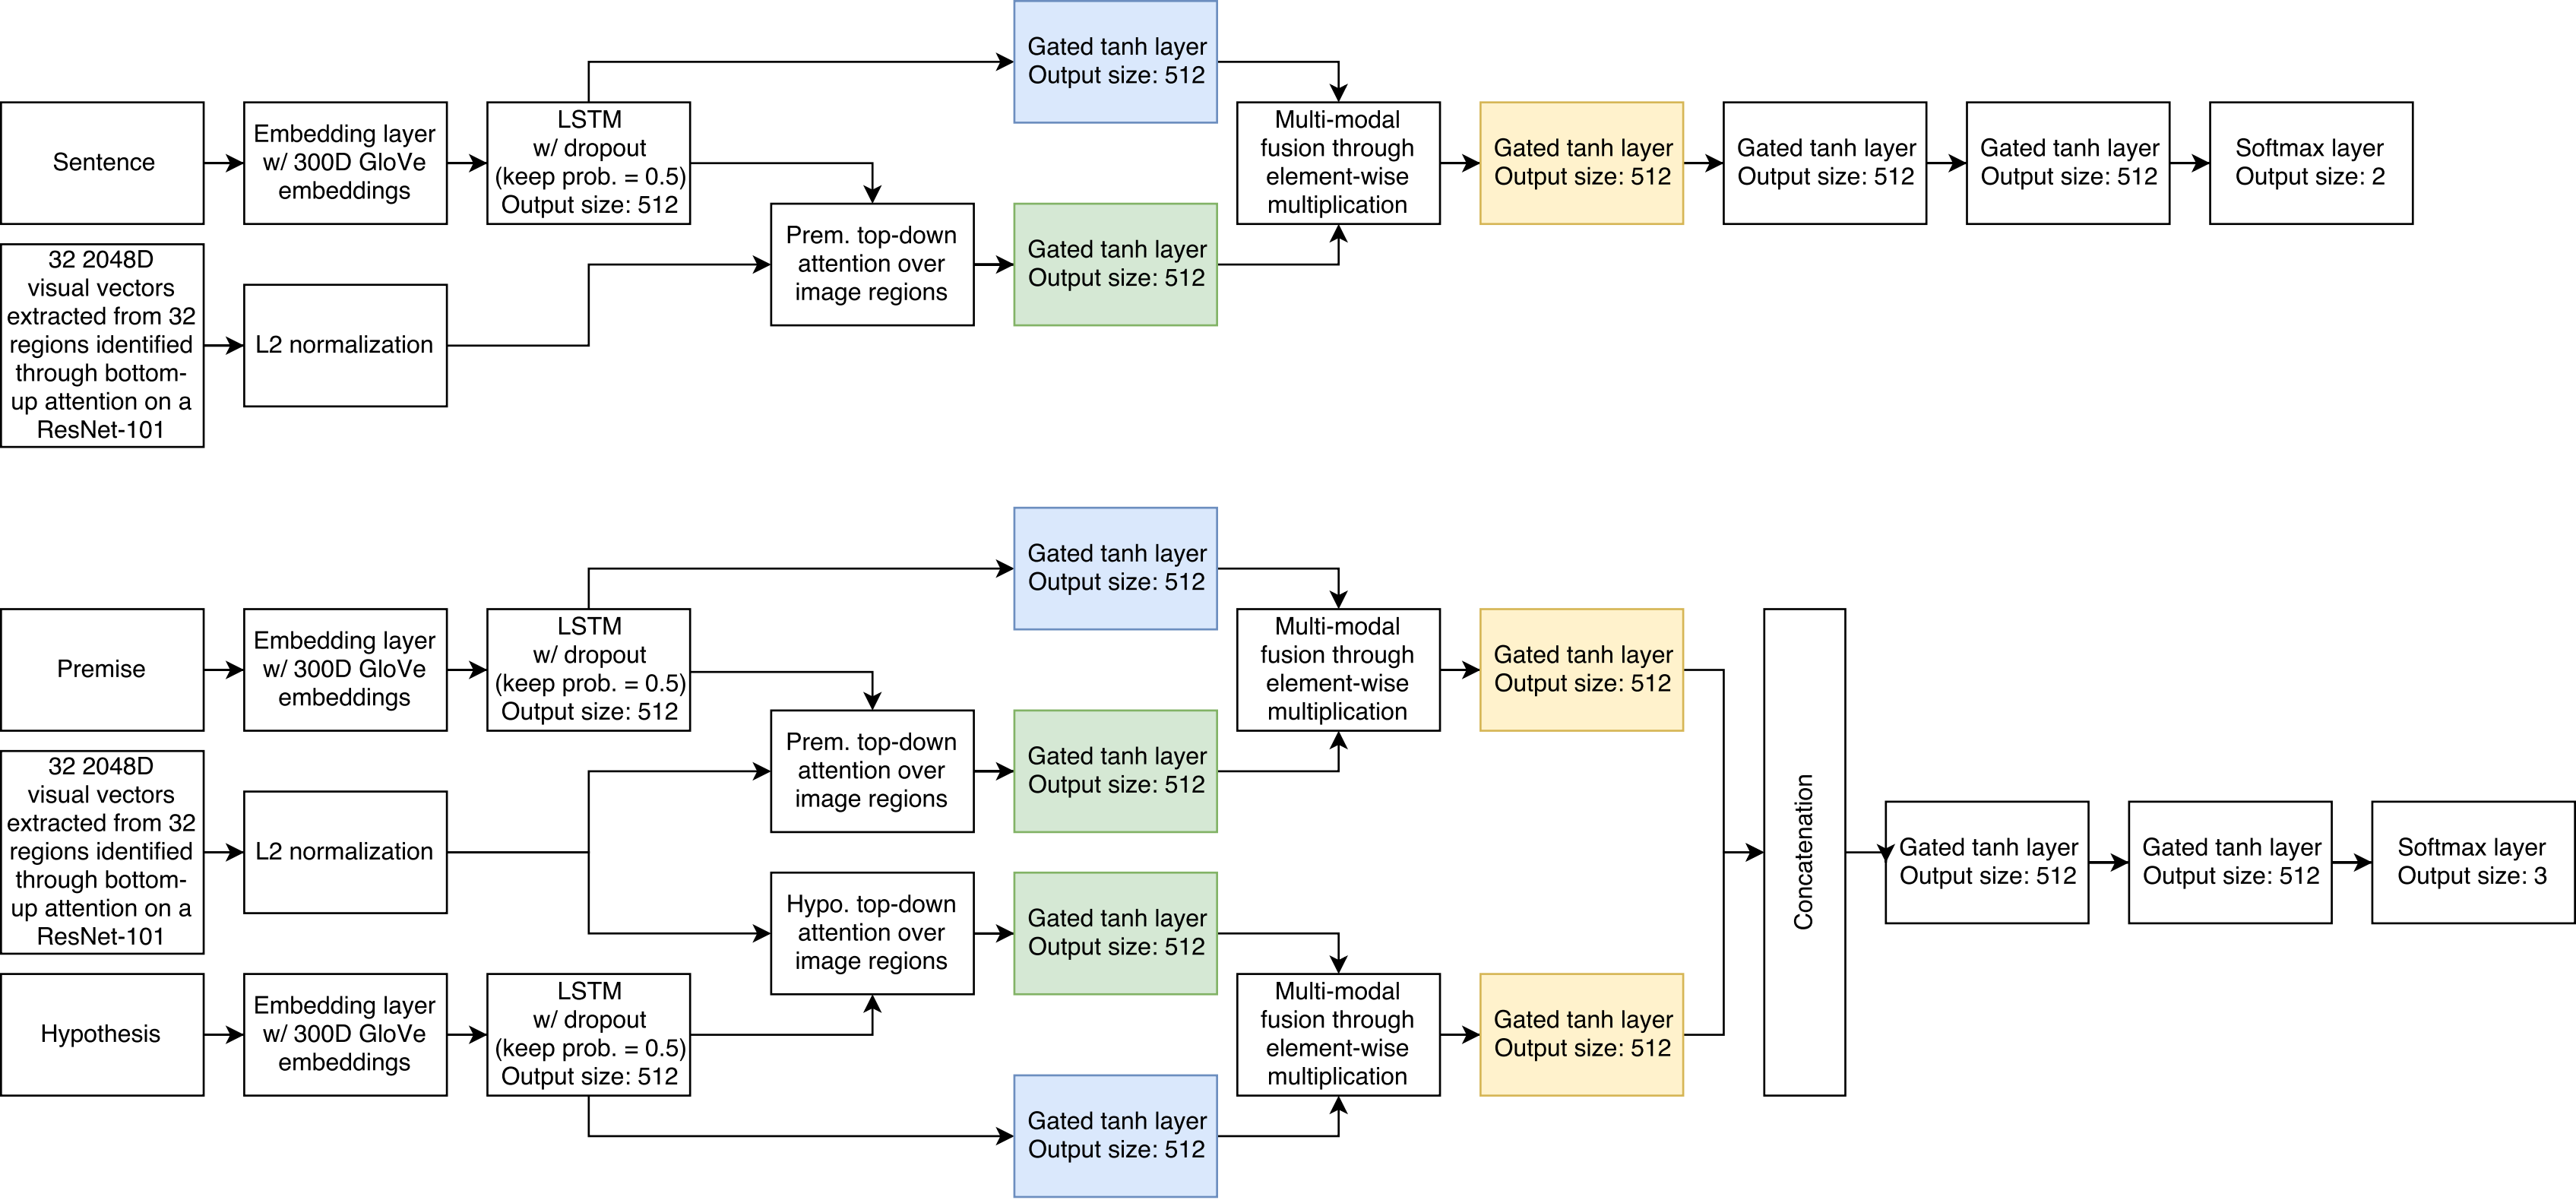 Gated tanh layer
Output size: 512
Sentence
Embedding layer
w/ 300D GloVe
embeddings
LSTM
w/ dropout
(keep prob. = 0.5)
Output size: 512
Multi-modal
fusion through
element-wise
multiplication
Gated tanh layer
Output size: 512
Gated tanh layer
Output size: 512
Gated tanh layer
Output size: 512
Softmax layer
Output size: 2
32 2048D
visual vectors
extracted from 32
regions identified
through bottom-
up attention on a
ResNet-101
L2 normalization
Prem. top-down
attention over
image regions
Gated tanh layer
Output size: 512
Gated tanh layer
Output size: 512
Premise
Embedding layer
w/ 300D GloVe
embeddings
LSTM
w/ dropout
(keep prob. = 0.5)
Output size: 512
Multi-modal
fusion through
element-wise
multiplication
Gated tanh layer
Output size: 512
32 2048D
visual vectors
extracted from 32
regions identified
through bottom-
up attention on a
ResNet-101
L2 normalization
Prem. top-down
attention over
image regions
Gated tanh layer
Output size: 512
Concatenation
Gated tanh layer
Output size: 512
Gated tanh layer
Output size: 512
Softmax layer
Output size: 3
Hypo. top-down
attention over
image regions
Gated tanh layer
Output size: 512
Hypothesis
Embedding layer
w/ 300D GloVe
embeddings
LSTM
w/ dropout
(keep prob. = 0.5)
Output size: 512
Multi-modal
fusion through
element-wise
multiplication
Gated tanh layer
Output size: 512
Gated tanh layer
Output size: 512